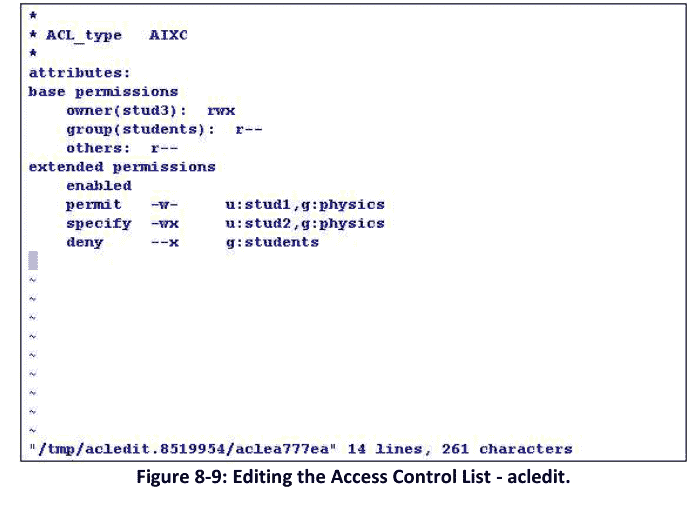 *
* ACL_type   AIXC
*
attributes:
base permissions
    owner(stud3):  rwx
    group(students):  r--
    others:  r--
extended permissions
    enabled
    permit   -w-     u:stud1,g:physics
    specify  -wx     u:stud2,g:physics
    deny     --x     g:students
~
~
~
~
~
~
~
~
~
"/tmp/acledit.8519954/aclea777ea" 14 lines, 261 characters
Figure 8-9: Editing the Access Control List - acledit.